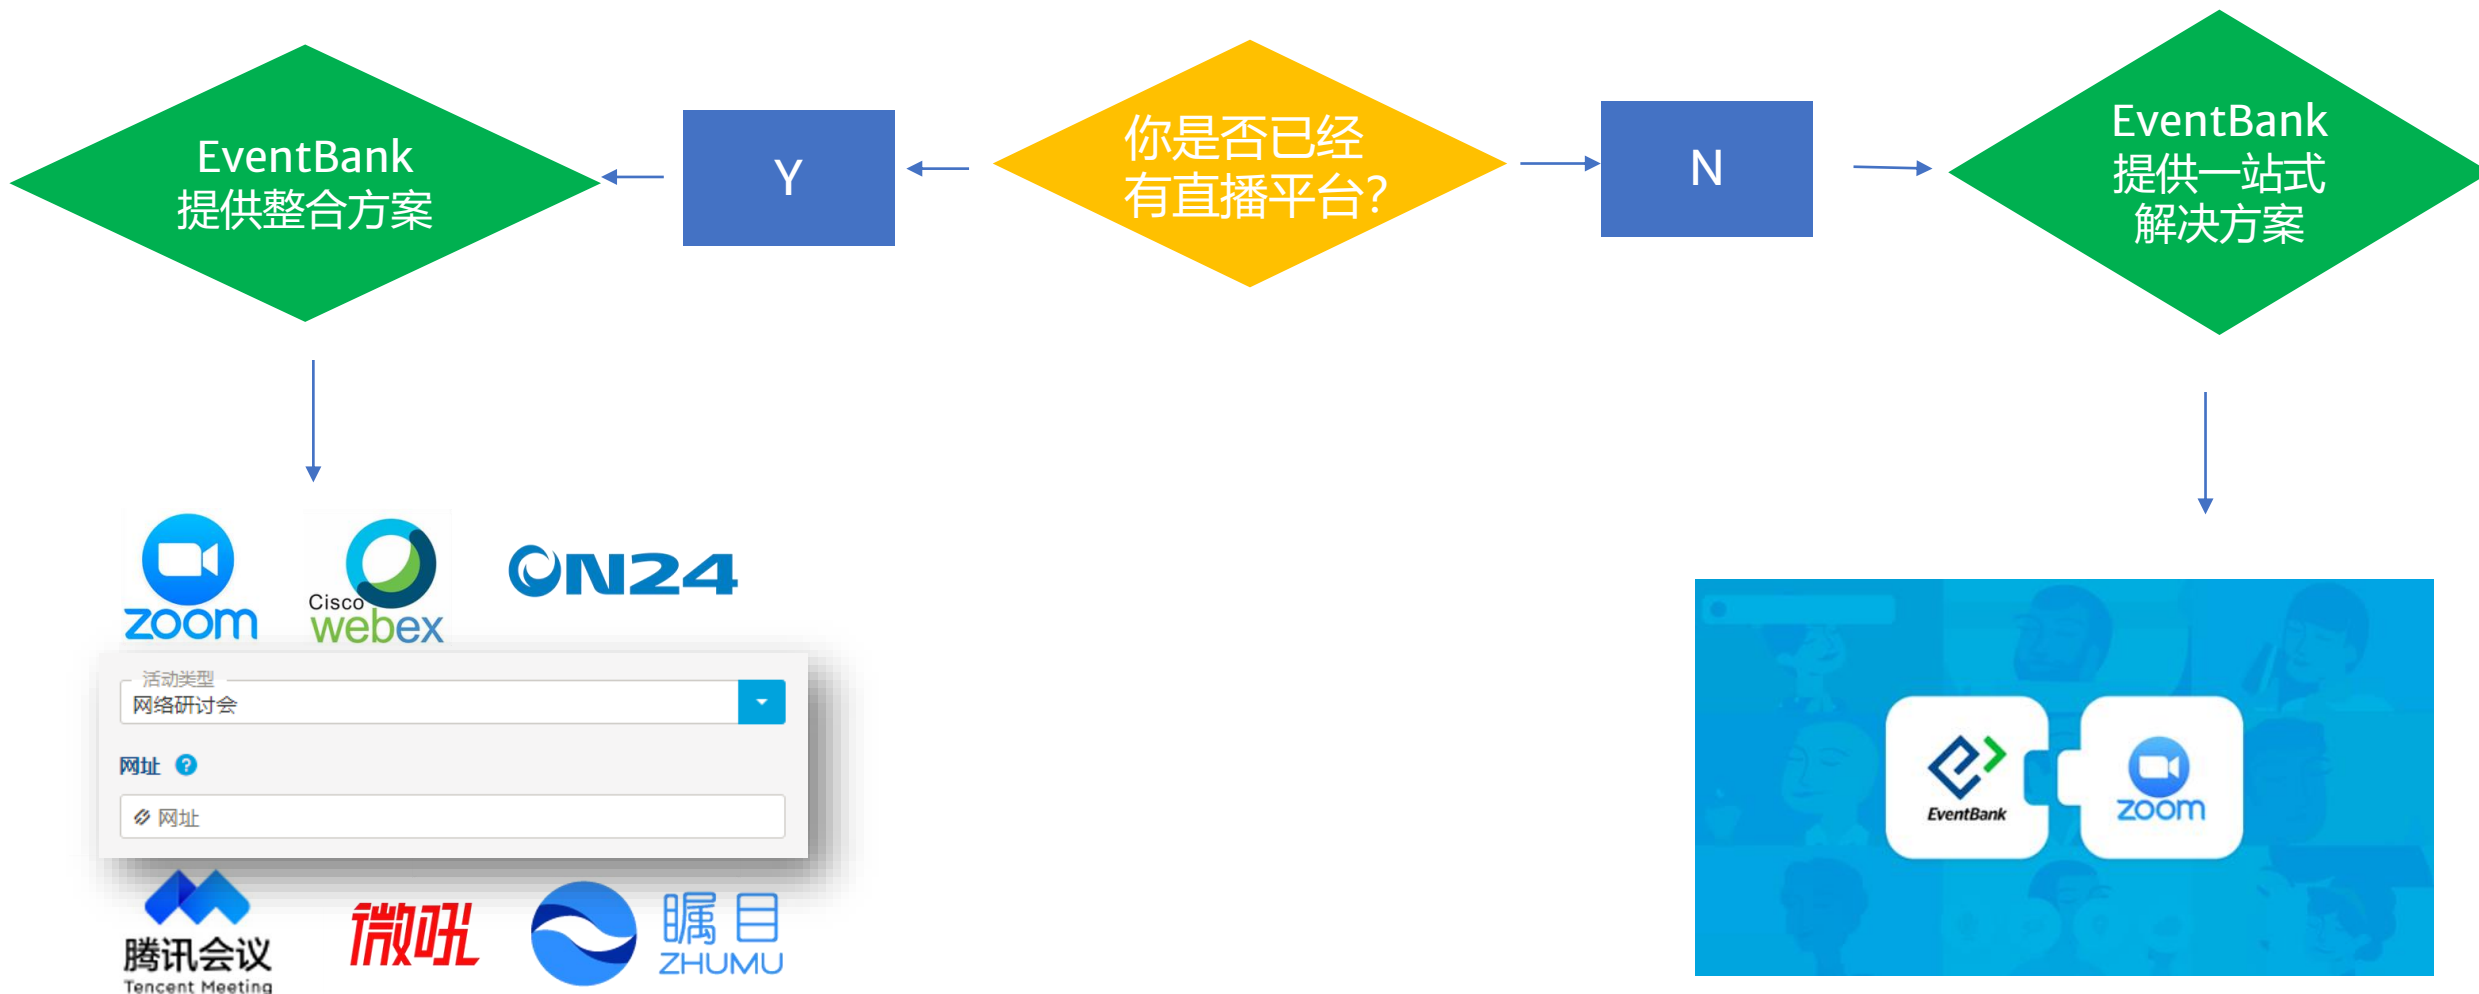 EventBank
提供整合方案
Y
你是否已经
有直播平台?
N
EventBank
提供一站式
解决方案
zoom
Cisco
webex
ON24
活动类型
网络研讨会
网址
网址
腾讯会议
Tencent Meeting
微吼
瞩目
ZHUMU
EventBank
zoom